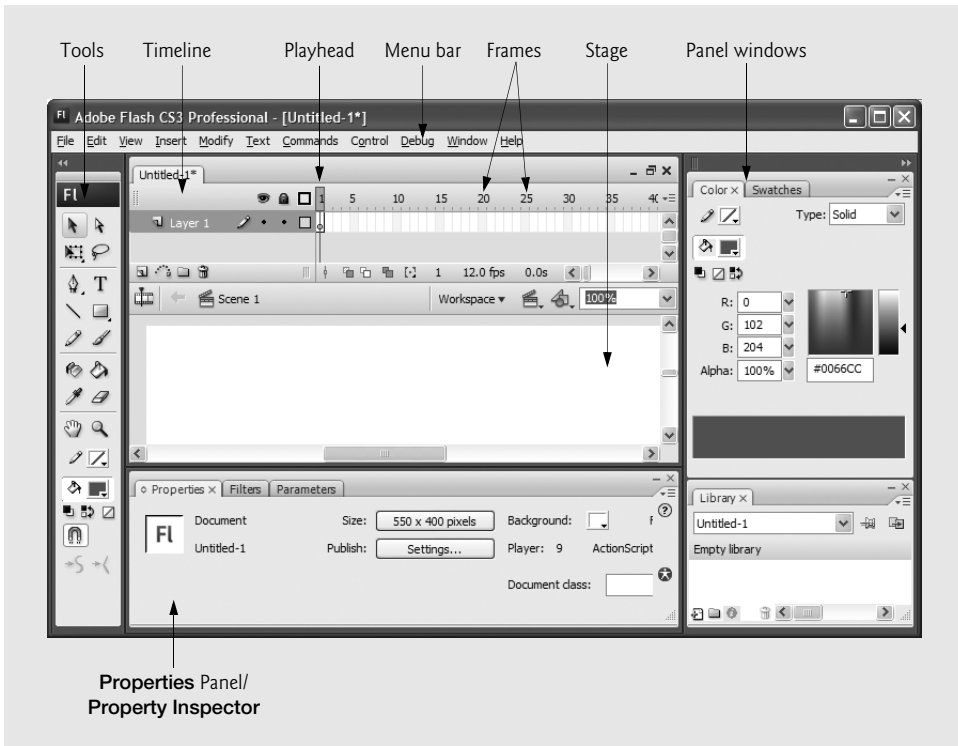 Tools Timeline Playhead Menu bar Frames Stage Panel windows
Fl Adobe Flash CS3 Professional - [Untitled-1*]
File Edit View Insert Modify Text Commands Control Debug Window Help
Untitled-1*
Fl
1 5 10 15 20 25 30 35 4(
Layer 1
1 12.0 fps 0.0s
Scene 1 Workspace 100%
Color Swatches
Type: Solid
R: 0
G: 102
B: 204
Alpha: 100% #0066CC
T
Properties Filters Parameters
Fl
Document Size: 550 x 400 pixels Background:
Untitled-1 Publish: Settings... Player: 9 ActionScript
Document class:
Library
Untitled-1
Empty library
Properties Panel/
Property Inspector